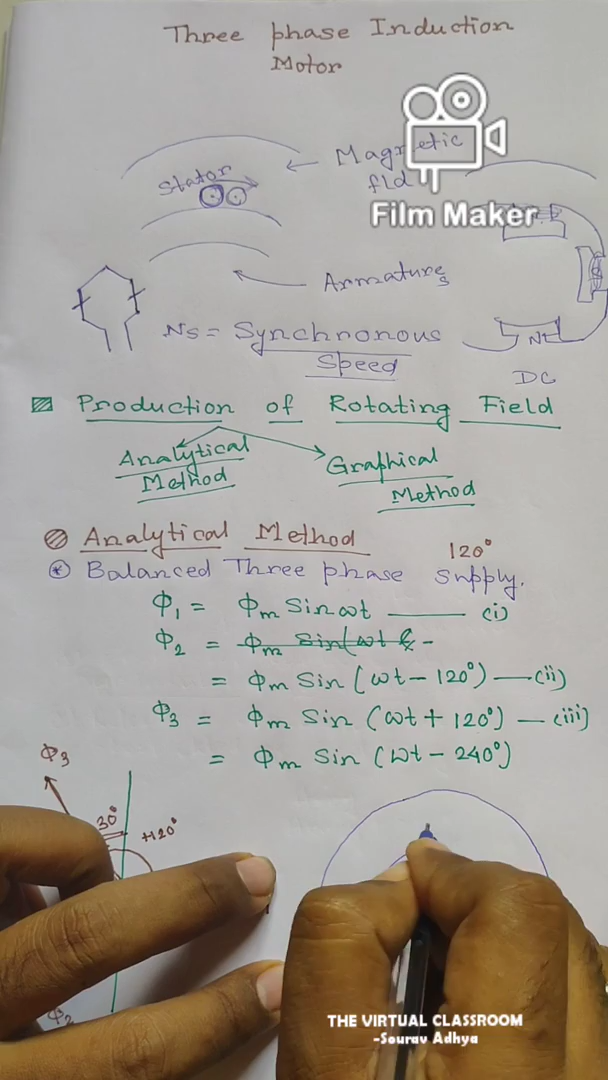 Three phase Induction
Motor
Magnetic
fld
Stator
Film Maker
Armatures
Ns = Synchronous
Speed
N
DC
Production of Rotating Field
Analytical
Method
Graphical
Method
Analytical Method
120°
Balanced Three phase Supply.
Φ₁ = Φm Sin ωt —— (i)
Φ₂ = Φm Sin (ωt
= Φm Sin (ωt - 120°) — (ii)
Φ₃ = Φm Sin (ωt + 120°) — (iii)
= Φm Sin (ωt - 240°)
Φ₃
30°
+120°
Φ₂
THE VIRTUAL CLASSROOM
-Sourav Adhya